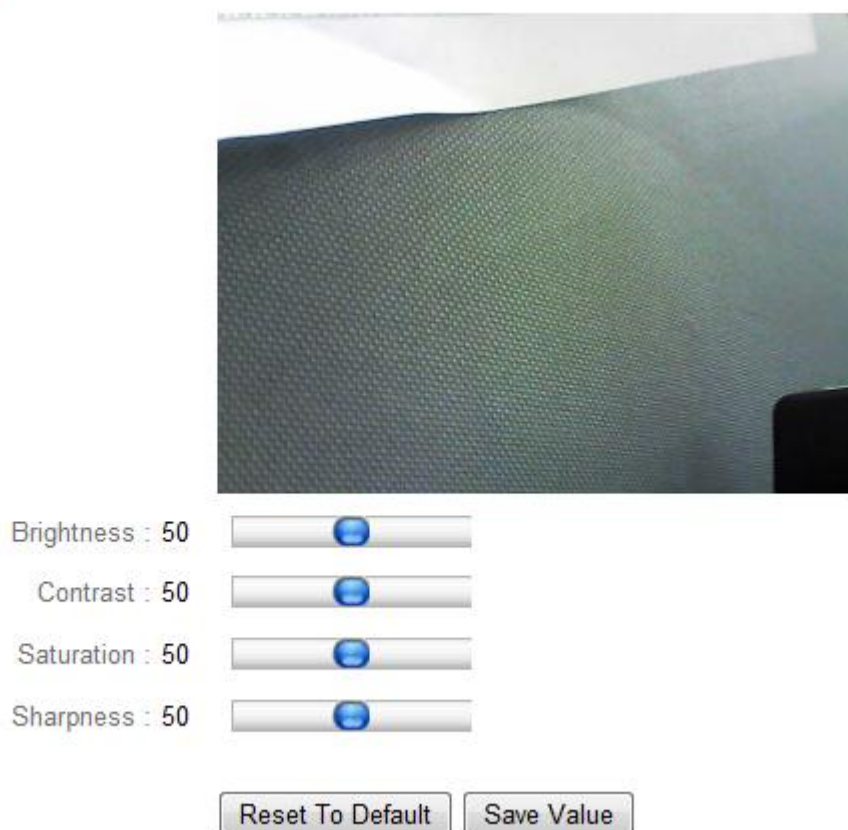 Brightness : 50
Contrast : 50
Saturation : 50
Sharpness : 50
Reset To Default Save Value